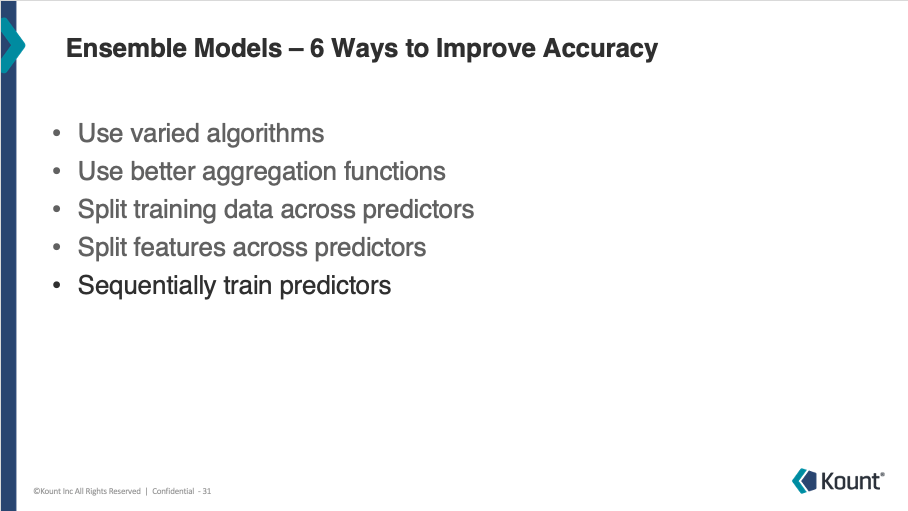 Ensemble Models – 6 Ways to Improve Accuracy
• Use varied algorithms
• Use better aggregation functions
• Split training data across predictors
• Split features across predictors
• Sequentially train predictors
©Kount Inc All Rights Reserved | Confidential - 31
Kount®